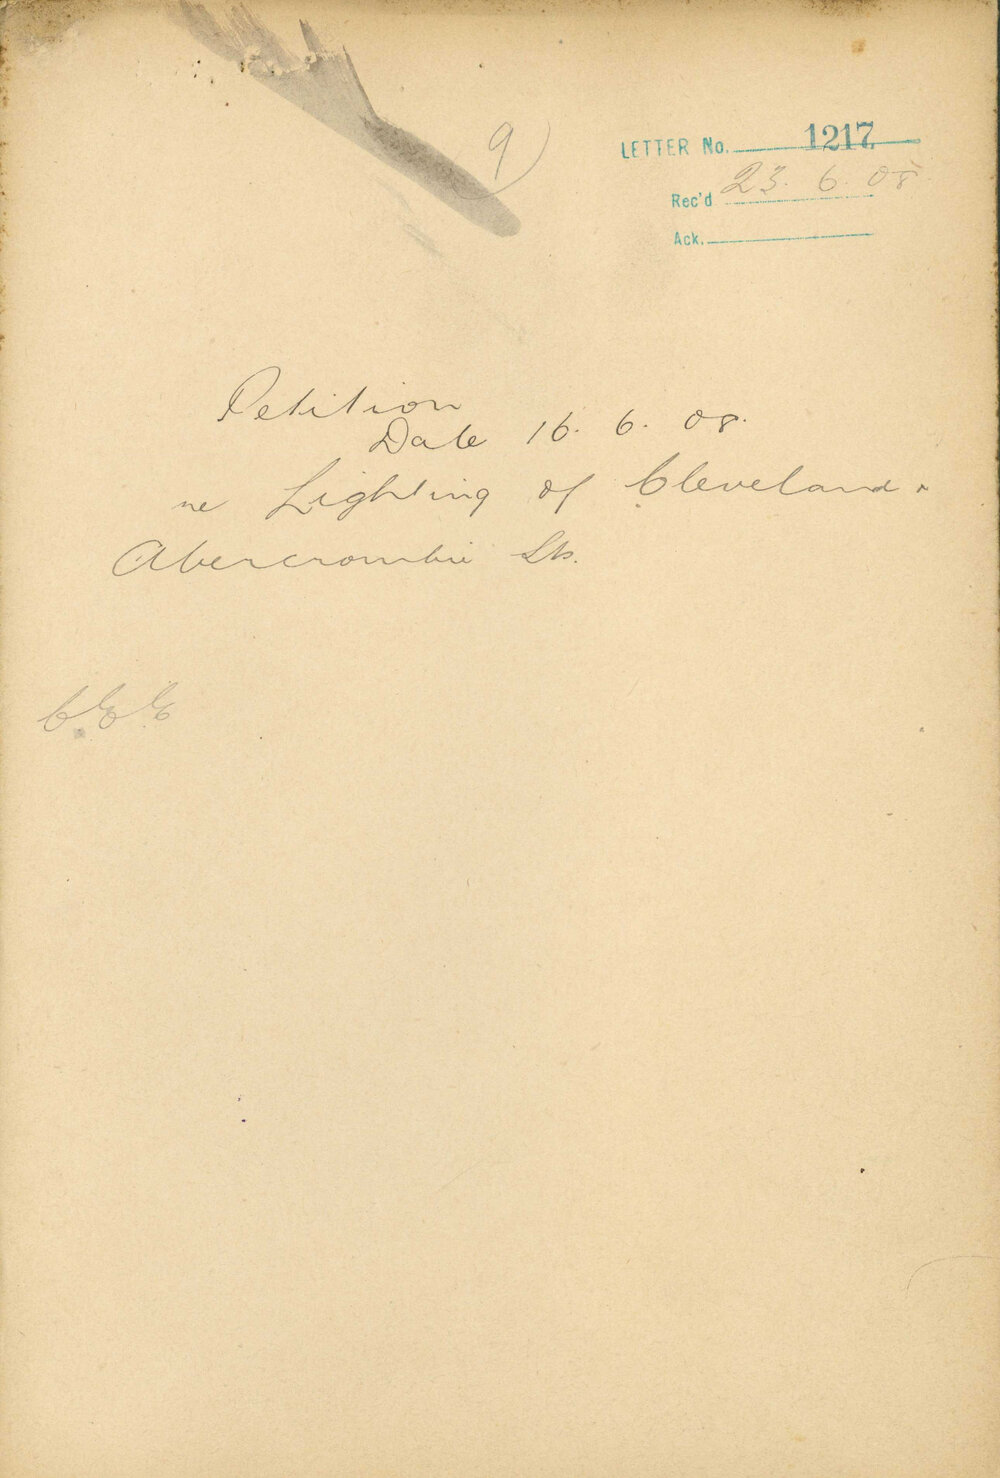 9)
LETTER No. 1217
Rec'd 23. 6. 08
Ack.
Petition
Date 16. 6. 08.
re Lighting of Cleveland &
Abercrombie Sts.